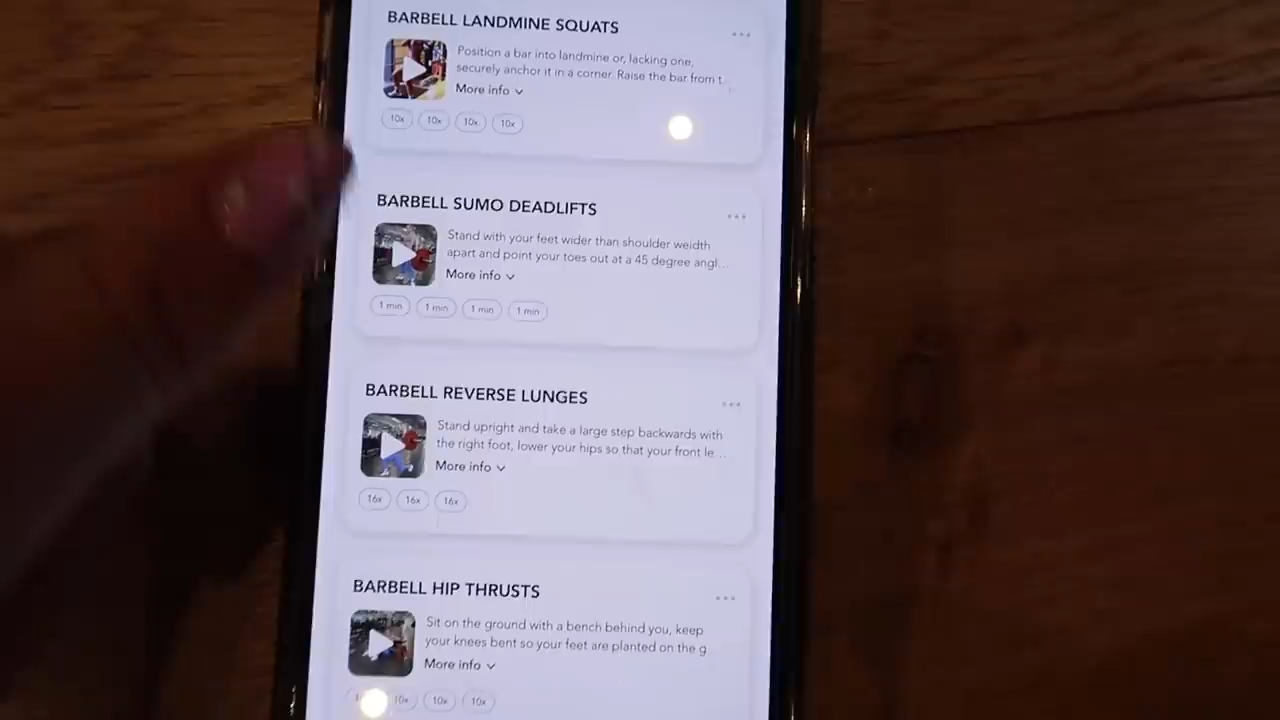 BARBELL LANDMINE SQUATS
Position a bar into landmine or, lacking one,
securely anchor it in a corner. Raise the bar from t...
More info
10x 10x 10x 10x
BARBELL SUMO DEADLIFTS
Stand with your feet wider than shoulder weidth
apart and point your toes out at a 45 degree angl...
More info
1 min 1 min 1 min 1 min
BARBELL REVERSE LUNGES
Stand upright and take a large step backwards with
the right foot, lower your hips so that your front le...
More info
16x 16x 16x
BARBELL HIP THRUSTS
Sit on the ground with a bench behind you, keep
your knees bent so your feet are planted on the g
More info
10x 10x 10x